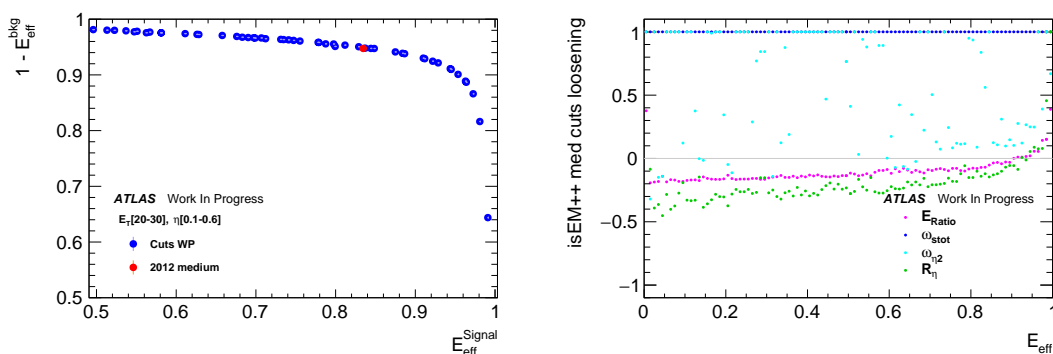 1 - E_eff^bkg
1
0.9
0.8
0.7
0.6
0.5
ATLAS Work In Progress
E_T[20-30], η[0.1-0.6]
Cuts WP
2012 medium
0.5 0.6 0.7 0.8 0.9 1
E_eff^Signal
isEM++ med cuts loosening
1
0.5
0
−0.5
−1
ATLAS Work In Progress
E_Ratio
ω_stot
ω_η2
R_η
0 0.2 0.4 0.6 0.8 1
E_eff